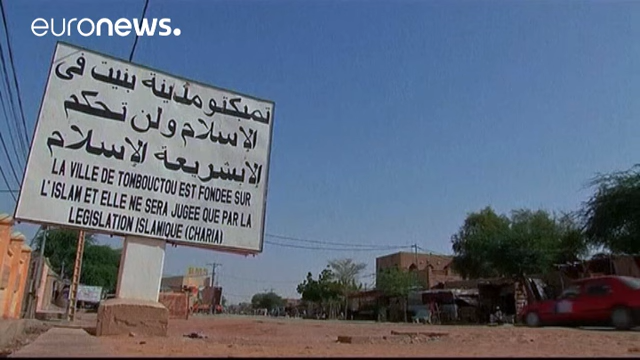 euronews.
تمبكتو مدينة بنيت في
الإسلام ولن تحكم
الا بشريعة الإسلام
LA VILLE DE TOMBOUCTOU EST FONDEE SUR
L'ISLAM ET ELLE NE SERA JUGEE QUE PAR LA
LEGISLATION ISLAMIQUE (CHARIA)